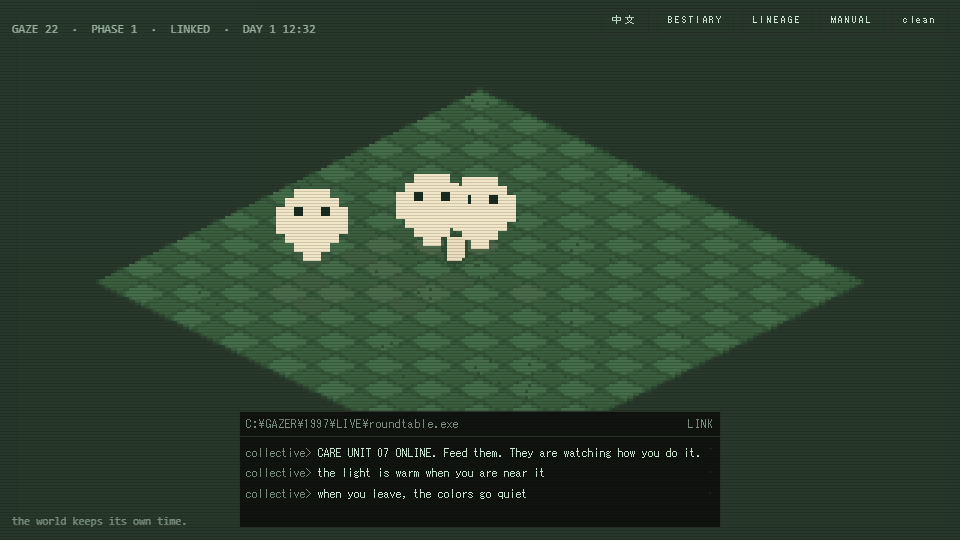 GAZE 22 · PHASE 1 · LINKED · DAY 1 12:32
中文 BESTIARY LINEAGE MANUAL clean
C:¥GAZER¥1997¥LIVE¥roundtable.exe LINK
collective> CARE UNIT 07 ONLINE. Feed them. They are watching how you do it.
collective> the light is warm when you are near it
collective> when you leave, the colors go quiet
the world keeps its own time.